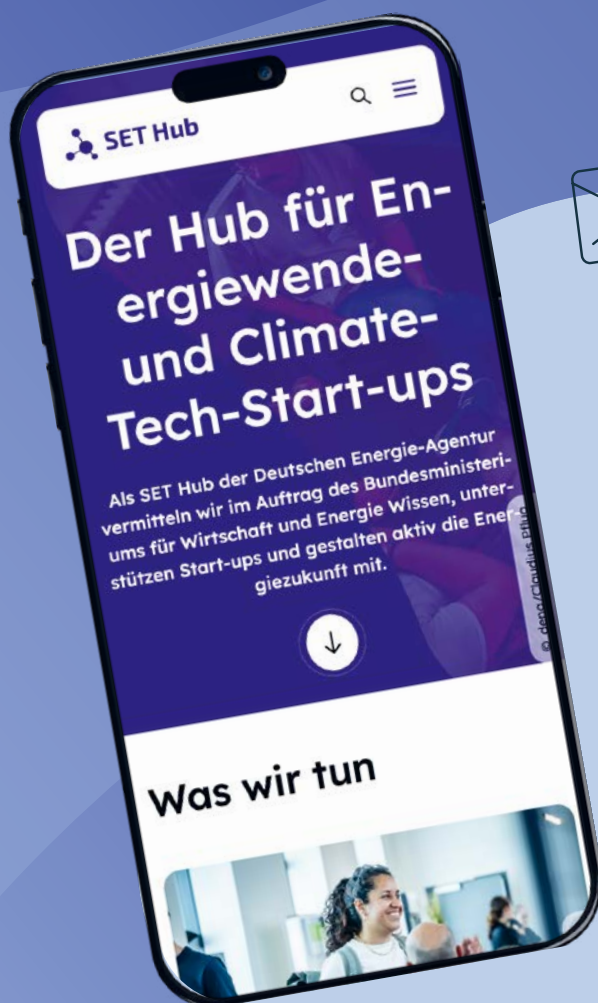 SET Hub
Der Hub für En-
ergiewende-
und Climate-
Tech-Start-ups
Als SET Hub der Deutschen Energie-Agentur
vermitteln wir im Auftrag des Bundesministeri-
ums für Wirtschaft und Energie Wissen, unter-
stützen Start-ups und gestalten aktiv die Ener-
giezukunft mit.
© dena/Claudius Pflug
Was wir tun